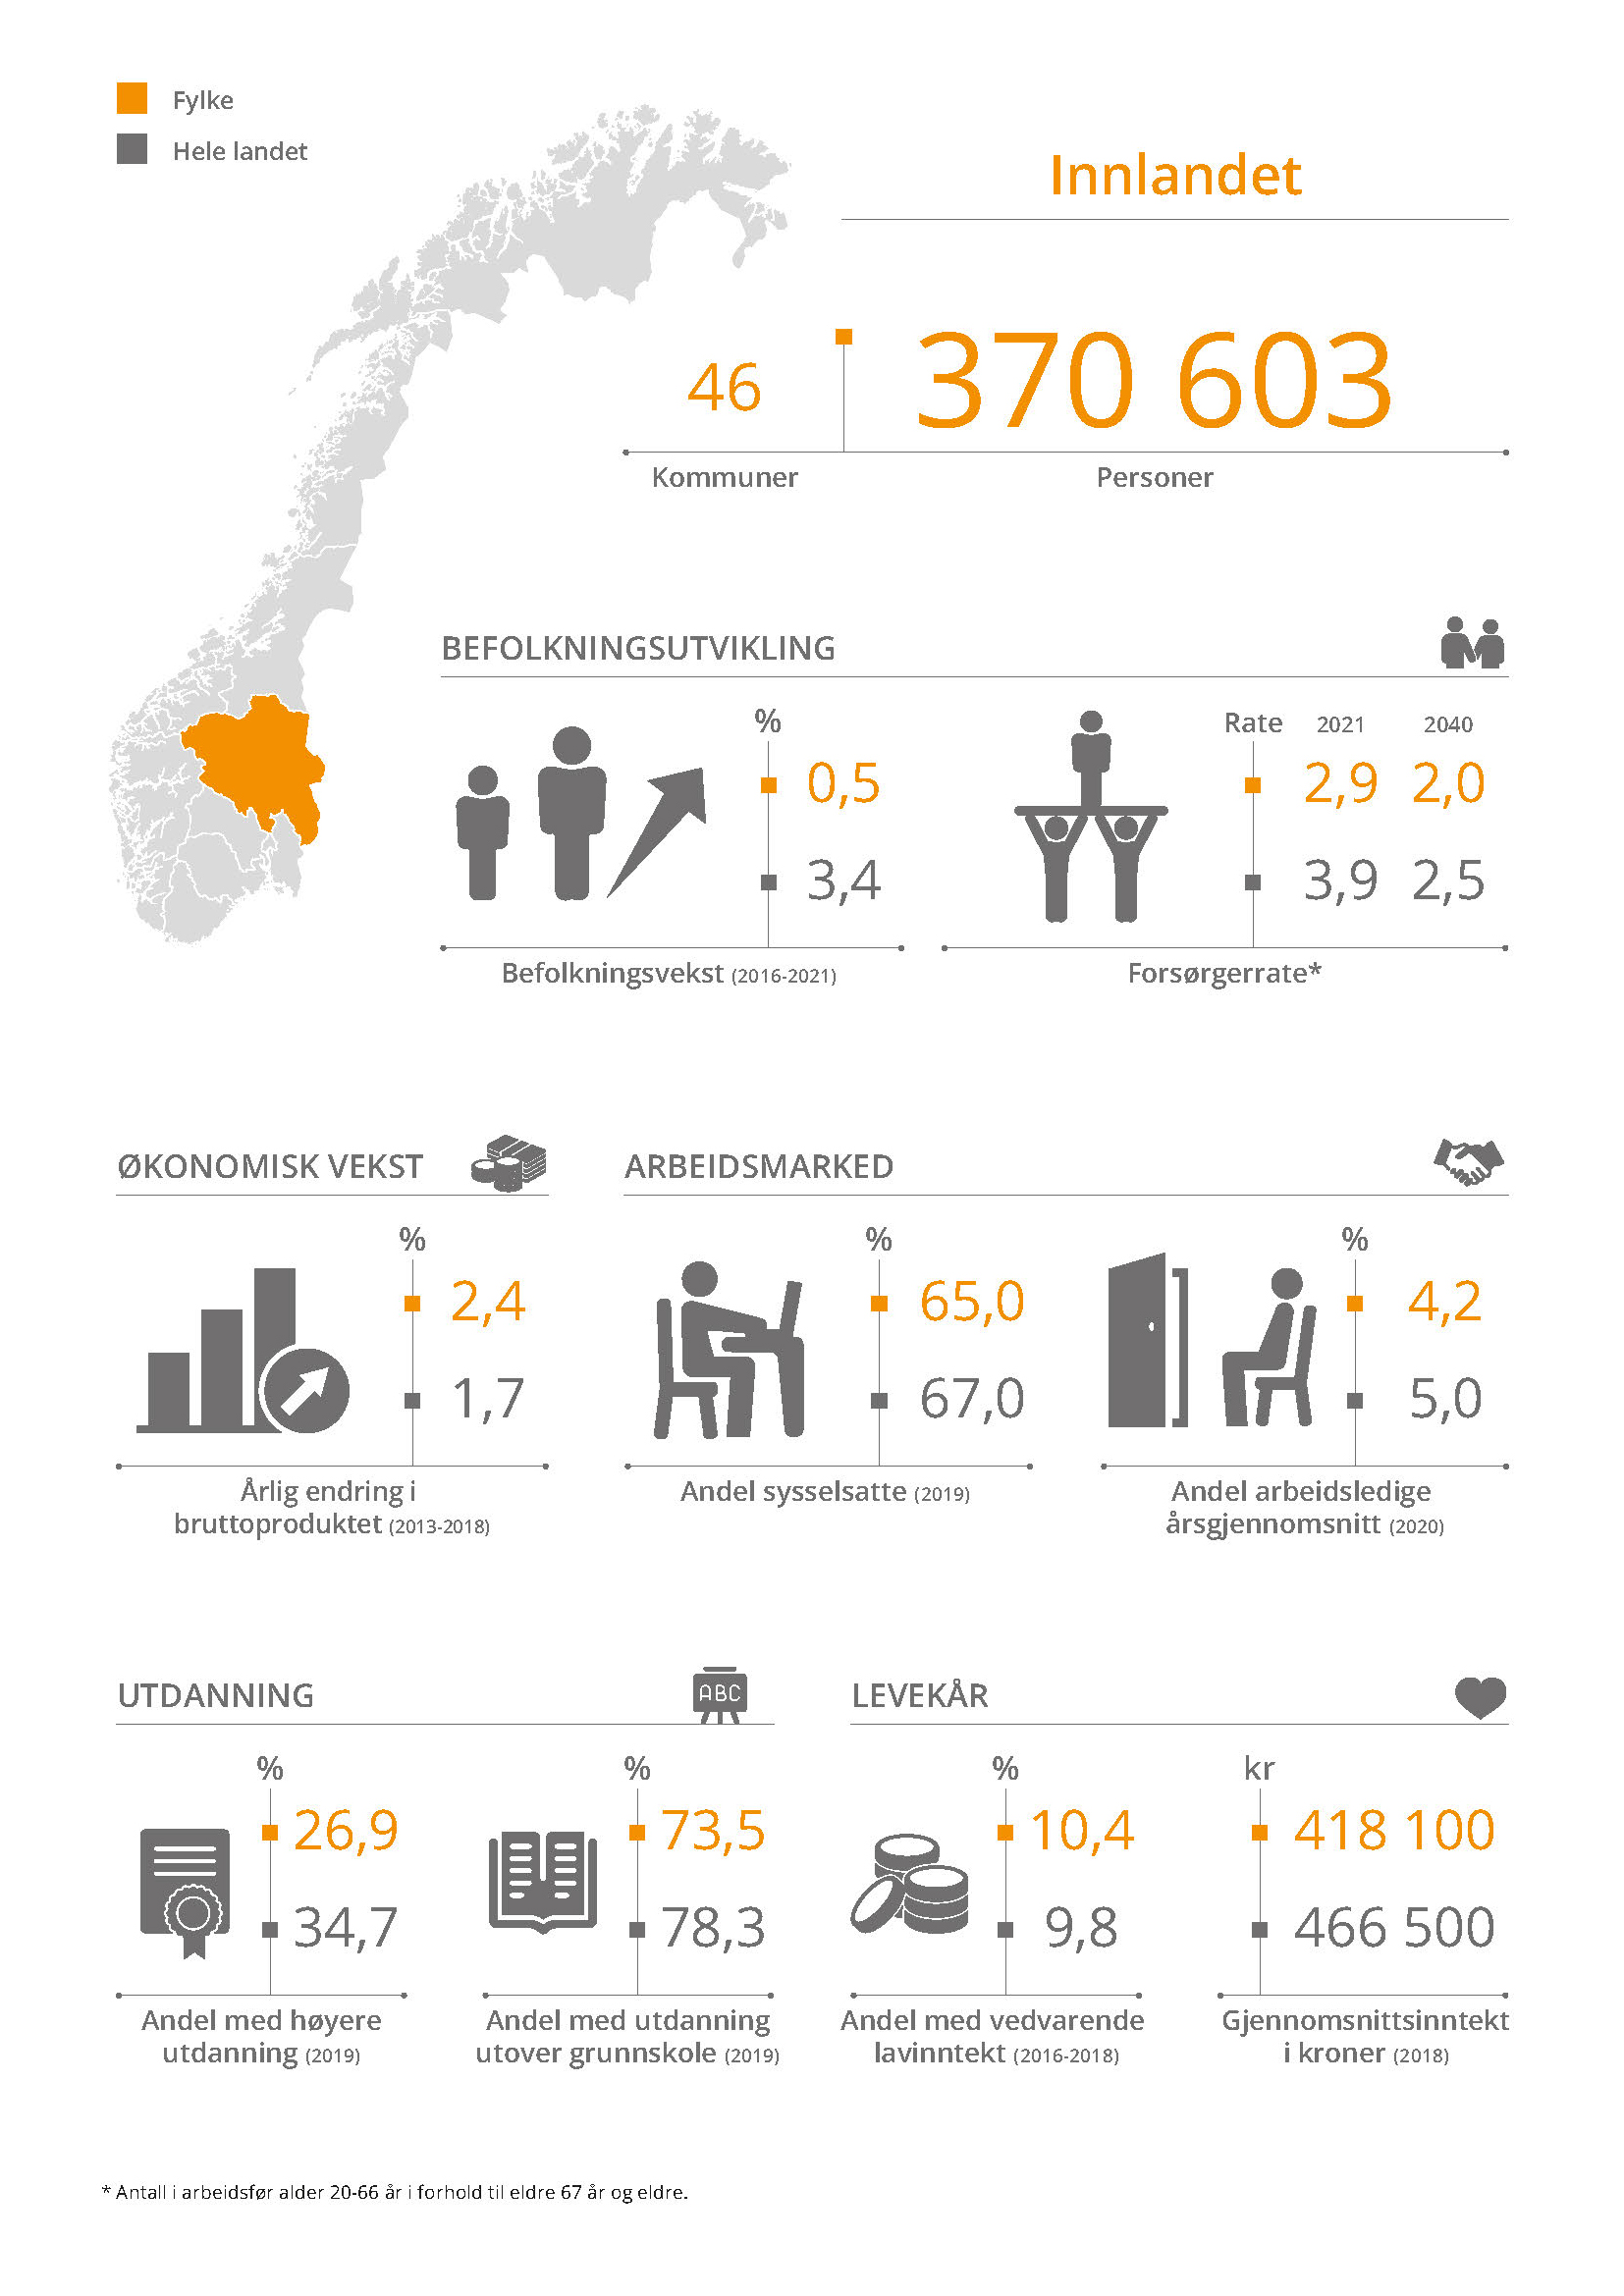 Fylke
Hele landet
Innlandet
46
370 603
Kommuner
Personer
BEFOLKNINGSUTVIKLING
%
0,5
3,4
Befolkningsvekst (2016-2021)
Rate 2021 2040
2,9 2,0
3,9 2,5
Forsørgerrate*
ØKONOMISK VEKST
%
2,4
1,7
Årlig endring i
bruttoproduktet (2013-2018)
ARBEIDSMARKED
%
65,0
67,0
Andel sysselsatte (2019)
%
4,2
5,0
Andel arbeidsledige
årsgjennomsnitt (2020)
UTDANNING
ABC
%
26,9
34,7
Andel med høyere
utdanning (2019)
%
73,5
78,3
Andel med utdanning
utover grunnskole (2019)
LEVEKÅR
%
10,4
9,8
Andel med vedvarende
lavinntekt (2016-2018)
kr
418 100
466 500
Gjennomsnittsinntekt
i kroner (2018)
* Antall i arbeidsfør alder 20-66 år i forhold til eldre 67 år og eldre.